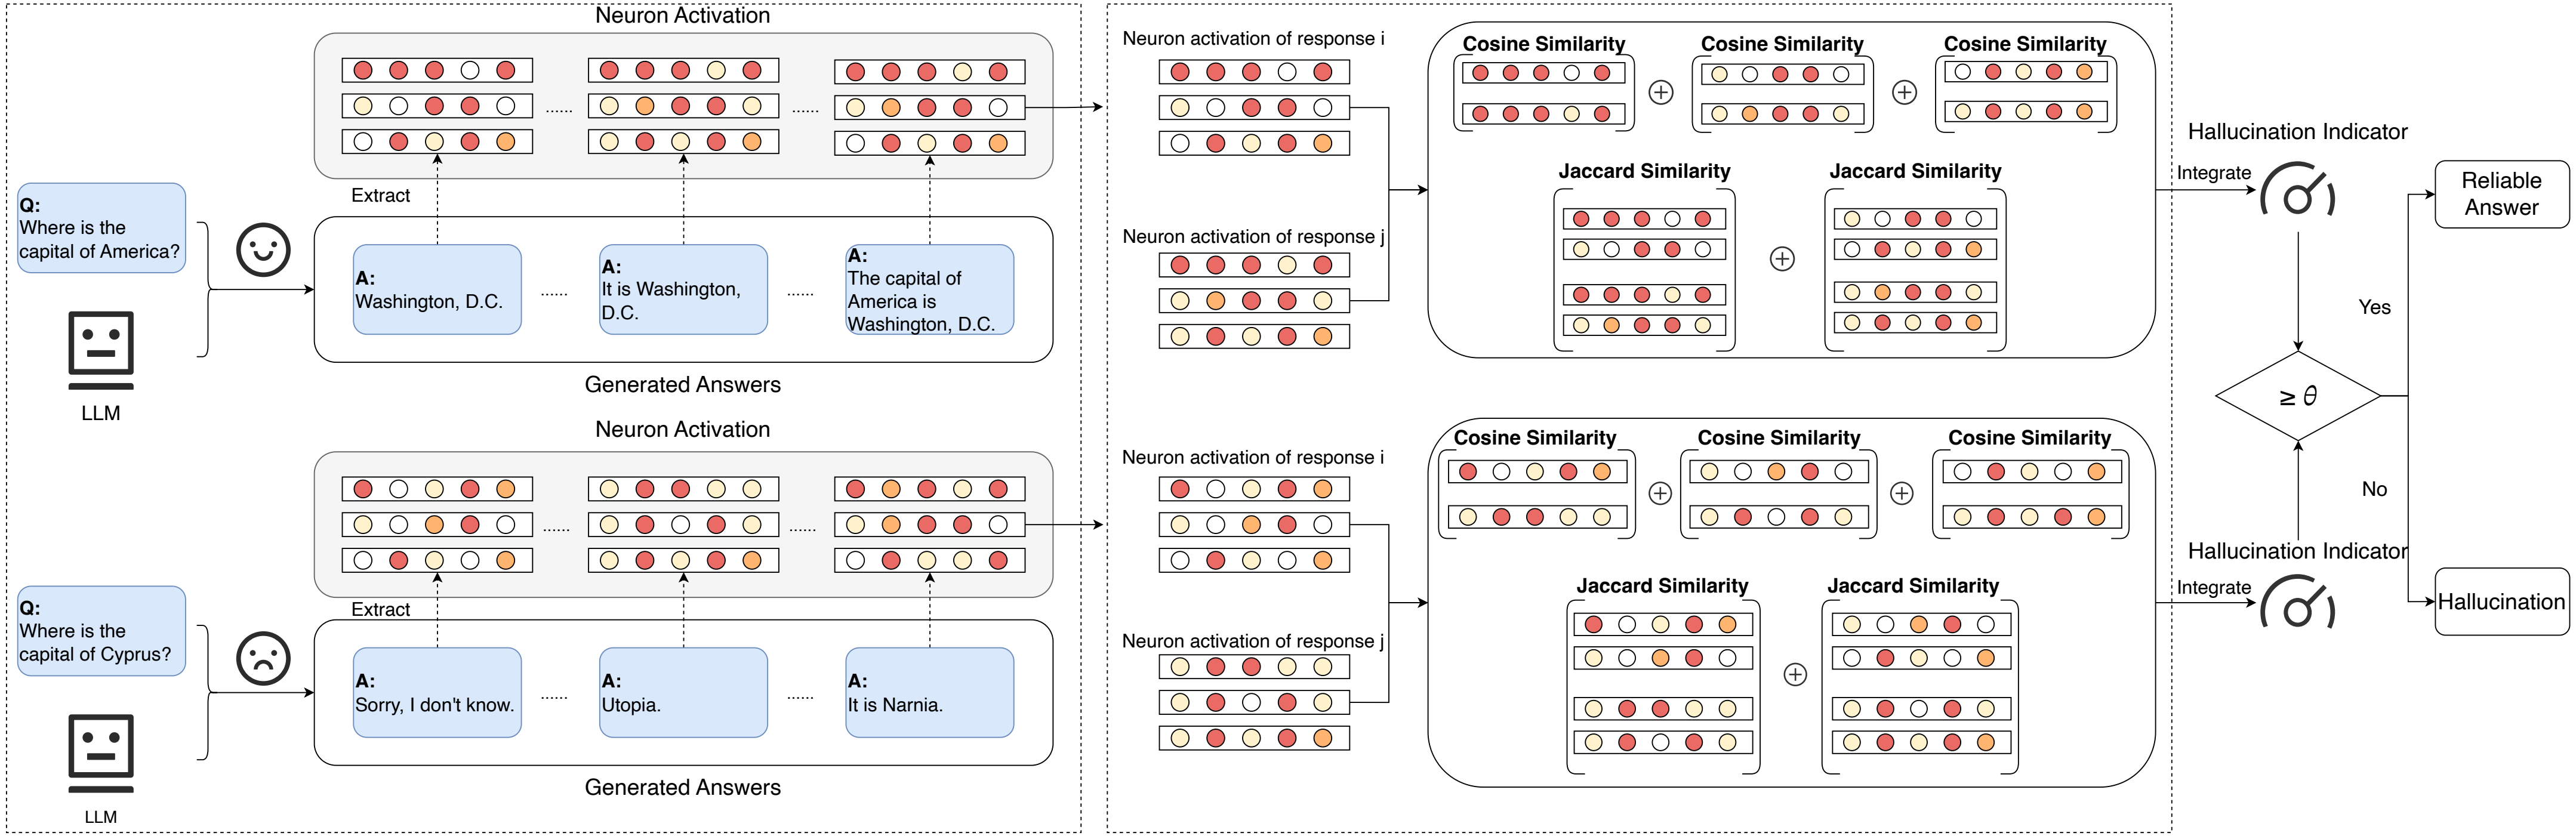 Neuron Activation
Extract
Q:
Where is the
capital of America?
LLM
A:
Washington, D.C.
......
A:
It is Washington,
D.C.
......
A:
The capital of
America is
Washington, D.C.
......
......
Generated Answers
Neuron Activation
Extract
Q:
Where is the
capital of Cyprus?
LLM
A:
Sorry, I don't know.
......
A:
Utopia.
......
A:
It is Narnia.
......
......
Generated Answers
Neuron activation of response i
Neuron activation of response j
Cosine Similarity
Cosine Similarity
Cosine Similarity
Jaccard Similarity
Jaccard Similarity
Neuron activation of response i
Neuron activation of response j
Cosine Similarity
Cosine Similarity
Cosine Similarity
Jaccard Similarity
Jaccard Similarity
Hallucination Indicator
Integrate
≥ θ
Yes
No
Hallucination Indicator
Integrate
Reliable
Answer
Hallucination